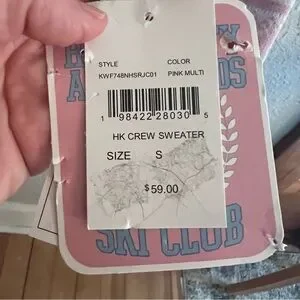 STYLE
COLOR
KWF748NHSRJC01
PINK MULTI
1 98422 28030 5
HK CREW SWEATER
SIZE S
$59.00
SKI CLUB